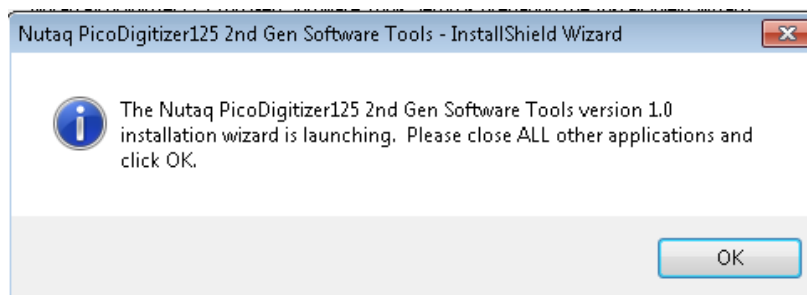 Nutaq PicoDigitizer125 2nd Gen Software Tools - InstallShield Wizard
The Nutaq PicoDigitizer125 2nd Gen Software Tools version 1.0
installation wizard is launching. Please close ALL other applications and
click OK.
OK